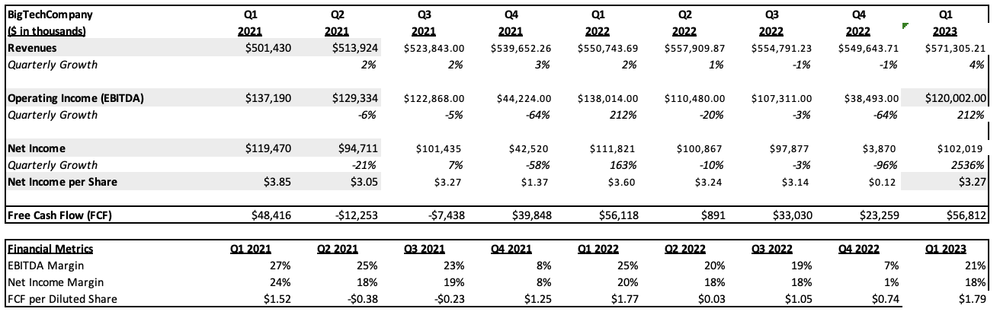 BigTechCompany Q1 Q2 Q3 Q4 Q1 Q2 Q3 Q4 Q1
($ in thousands) 2021 2021 2021 2021 2022 2022 2022 2022 2023
Revenues $501,430 $513,924 $523,843.00 $539,652.26 $550,743.69 $557,909.87 $554,791.23 $549,643.71 $571,305.21
Quarterly Growth 2% 2% 3% 2% 1% -1% -1% 4%
Operating Income (EBITDA) $137,190 $129,334 $122,868.00 $44,224.00 $138,014.00 $110,480.00 $107,311.00 $38,493.00 $120,002.00
Quarterly Growth -6% -5% -64% 212% -20% -3% -64% 212%
Net Income $119,470 $94,711 $101,435 $42,520 $111,821 $100,867 $97,877 $3,870 $102,019
Quarterly Growth -21% 7% -58% 163% -10% -3% -96% 2536%
Net Income per Share $3.85 $3.05 $3.27 $1.37 $3.60 $3.24 $3.14 $0.12 $3.27
Free Cash Flow (FCF) $48,416 -$12,253 -$7,438 $39,848 $56,118 $891 $33,030 $23,259 $56,812
Financial Metrics Q1 2021 Q2 2021 Q3 2021 Q4 2021 Q1 2022 Q2 2022 Q3 2022 Q4 2022 Q1 2023
EBITDA Margin 27% 25% 23% 8% 25% 20% 19% 7% 21%
Net Income Margin 24% 18% 19% 8% 20% 18% 18% 1% 18%
FCF per Diluted Share $1.52 -$0.38 -$0.23 $1.25 $1.77 $0.03 $1.05 $0.74 $1.79